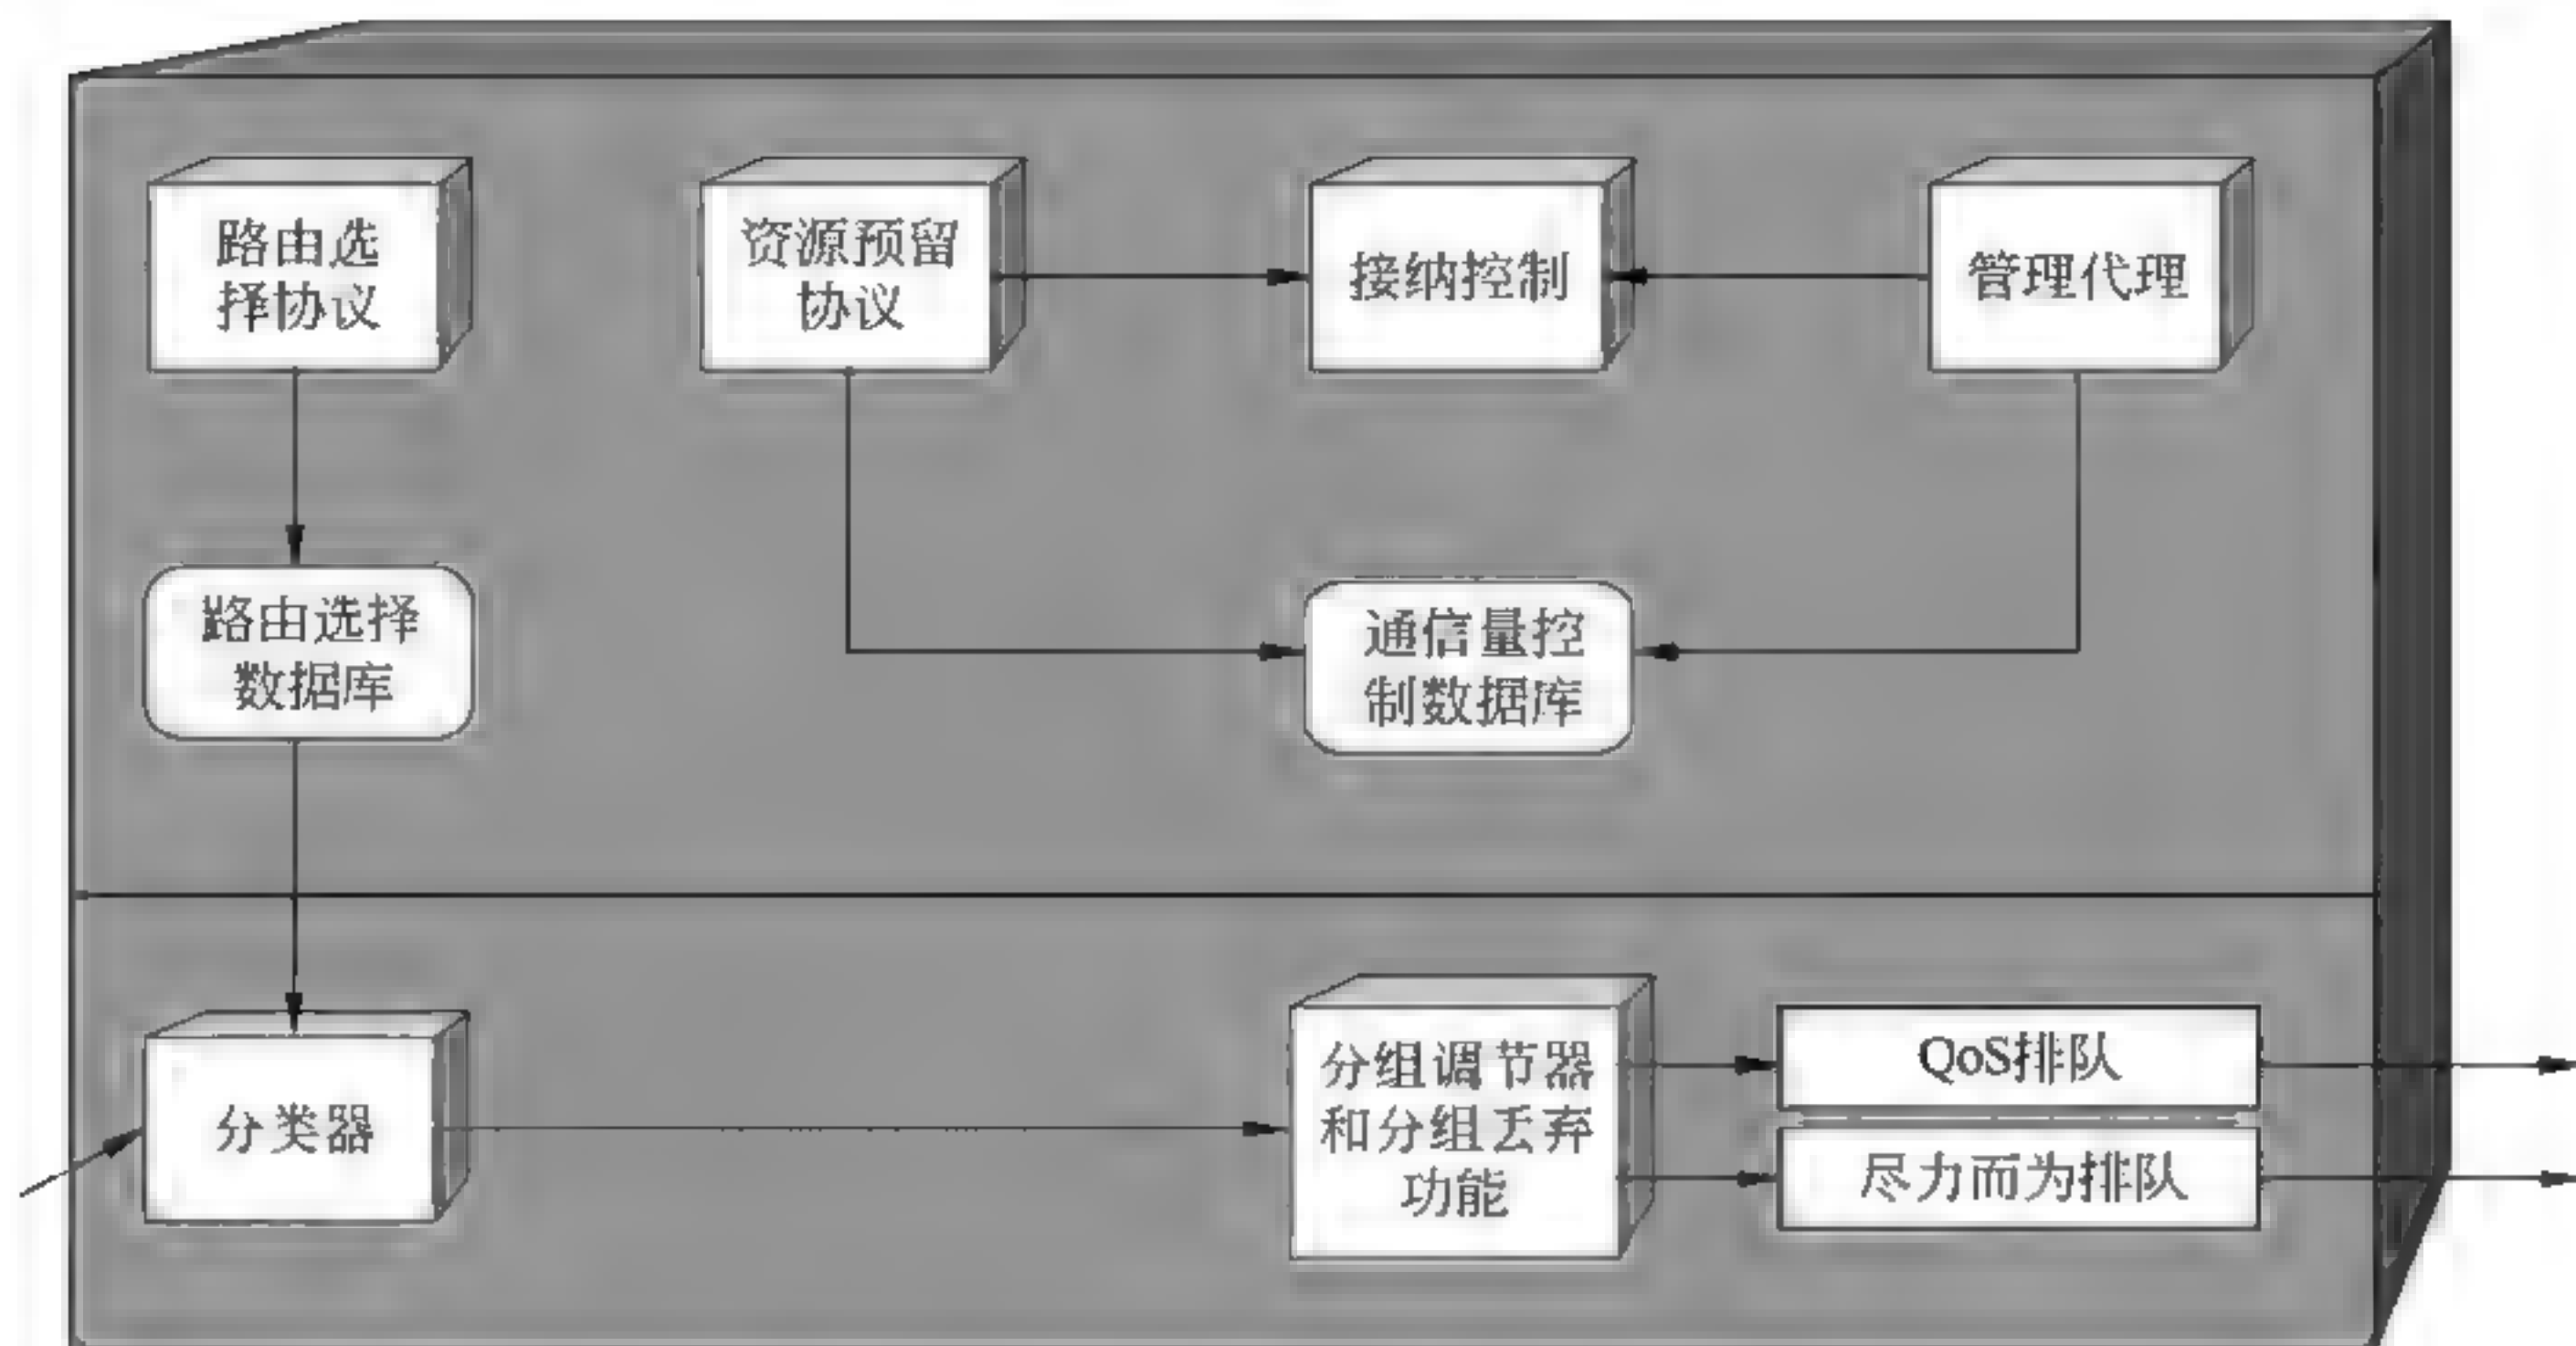 路由选
择协议
资源预留
协议
接纳控制
管理代理
路由选择
数据库
通信量控
制数据库
分类器
分组调节器
和分组丢弃
功能
QoS排队
尽力而为排队